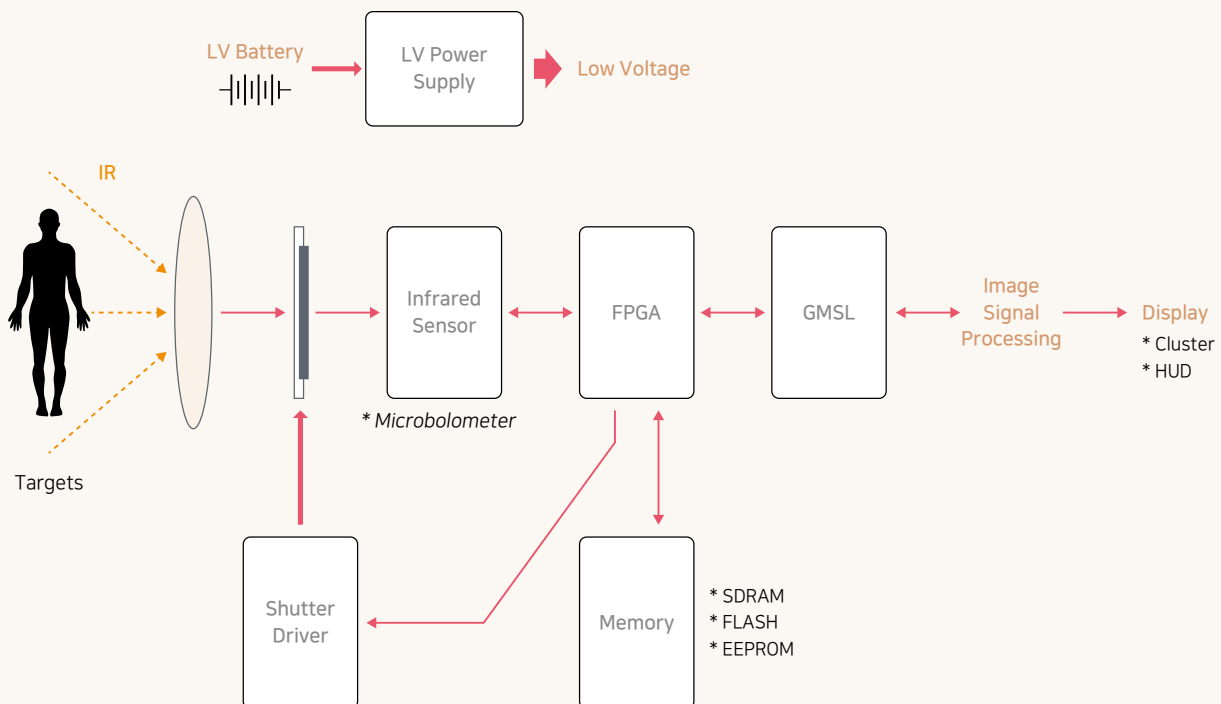 LV Battery
LV Power
Supply
Low Voltage
IR
Targets
Infrared
Sensor
* Microbolometer
FPGA
GMSL
Image
Signal
Processing
Display
* Cluster
* HUD
Shutter
Driver
Memory
* SDRAM
* FLASH
* EEPROM